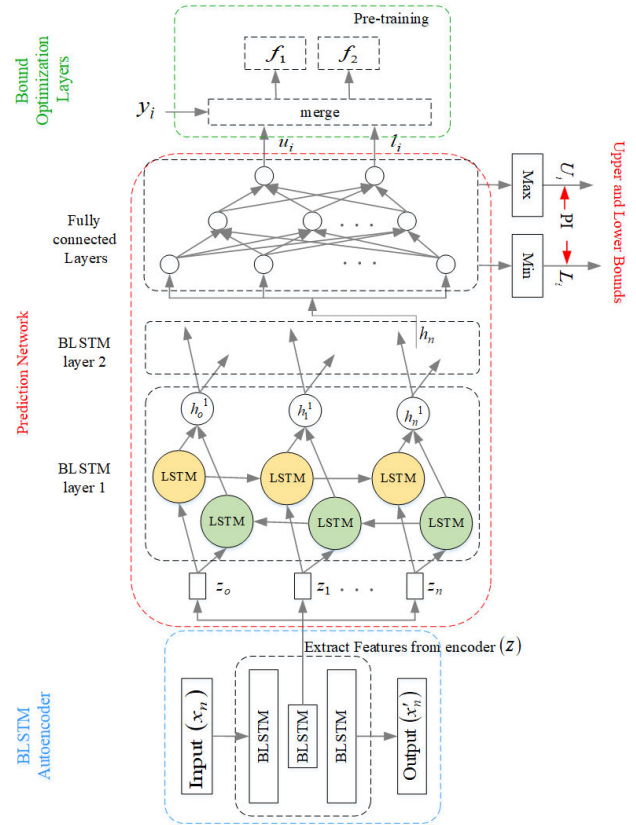 Pre-training
Bound
Optimization
Layers
f₁
f₂
yᵢ
merge
uᵢ
lᵢ
Fully
connected
Layers
. . .
. . .
Max
Uᵢ
PI
Min
Lᵢ
Upper and Lower Bounds
Prediction Network
BLSTM
layer 2
hₙ
BLSTM
layer 1
hₒ¹
h₁¹
hₙ¹
LSTM
LSTM
LSTM
LSTM
LSTM
LSTM
zₒ
z₁ . . . .
zₙ
Extract Features from encoder (z)
BLSTM
Autoencoder
Input (xₙ)
BLSTM
BLSTM
BLSTM
Output (x′ₙ)